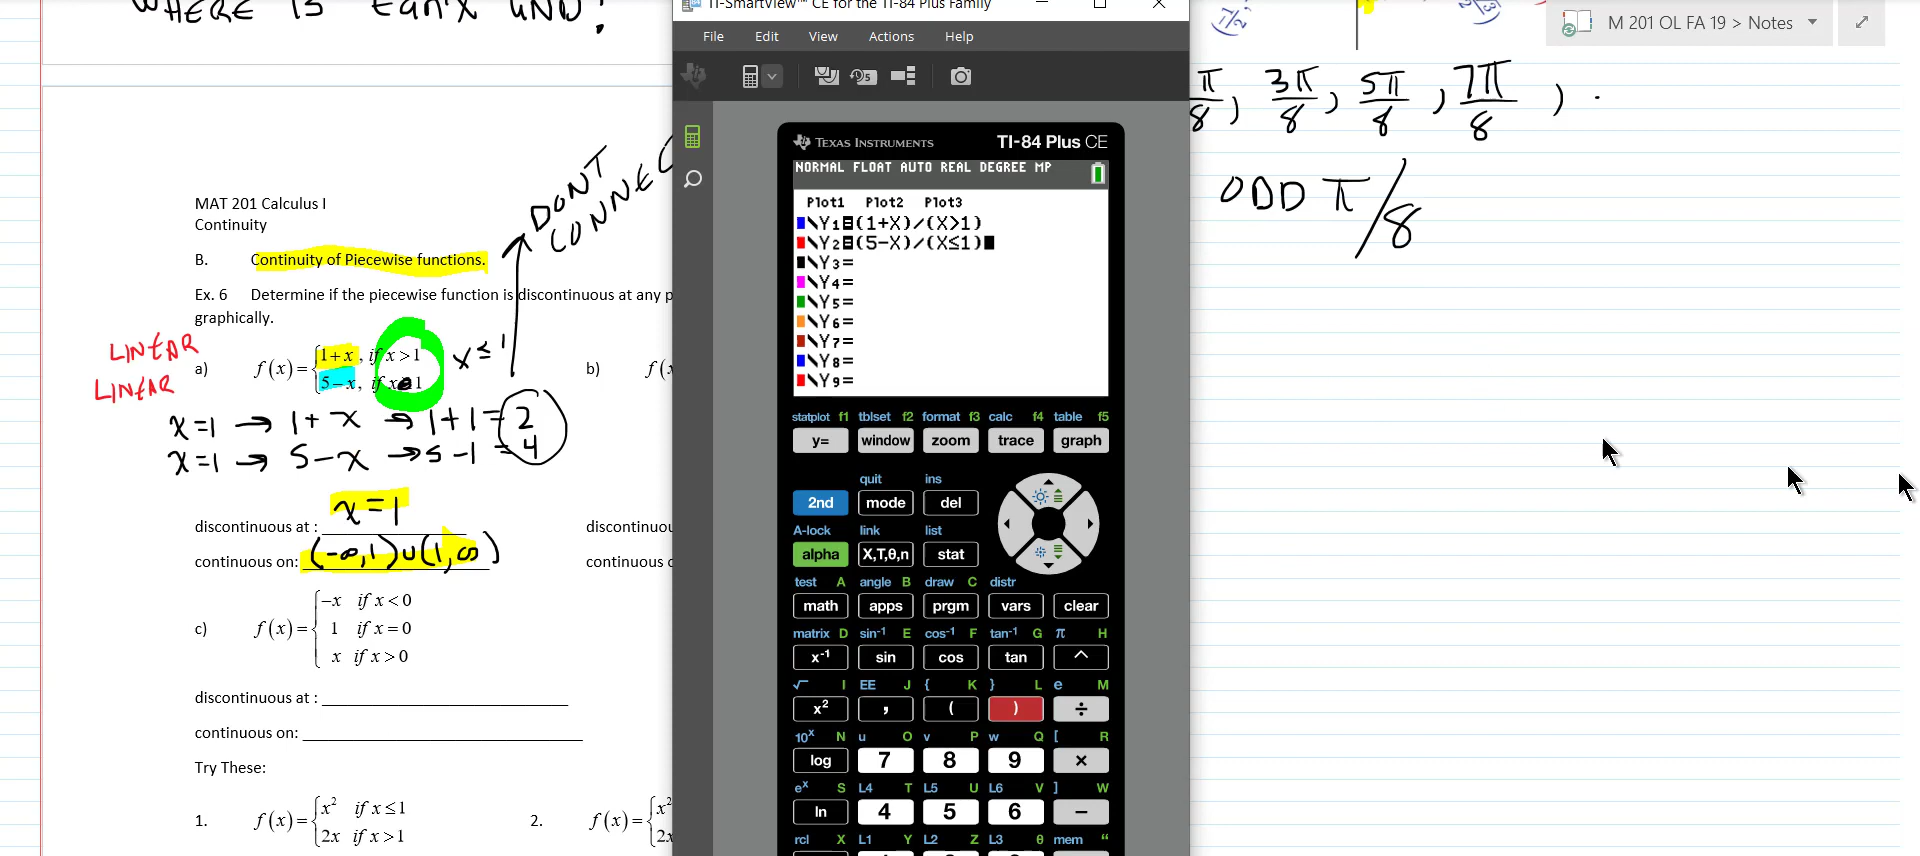 WHERE IS
TI-SmartView™ CE for the TI-84 Plus Family
File Edit View Actions Help
M 201 OL FA 19 > Notes
π/8, 3π/8, 5π/8, 7π/8,
ODD π/8
DONT
MAT 201 Calculus I
Continuity
B. Continuity of Piecewise functions.
Ex. 6 Determine if the piecewise function is discontinuous at any p
graphically.
LINEAR
LINEAR
a) f(x) = { 1+x, if x>1
5−x, if x 1
x ≤ 1
b) f(x
x=1 → 1+x → 1+1=2
x=1 → 5−x → 5−1=4
discontinuous at : x=1
continuous on: (-∞,1)∪(1,∞)
discontinuou
continuous o
c) f(x) = { −x if x<0
1 if x=0
x if x>0
discontinuous at :
continuous on:
Try These:
1. f(x) = { x² if x≤1
2x if x>1
2. f(x) = { x²
2x
TEXAS INSTRUMENTS TI-84 Plus CE
NORMAL FLOAT AUTO REAL DEGREE MP
Plot1 Plot2 Plot3
\Y1=(1+X)/(X>1)
\Y2=(5-X)/(X≤1)
\Y3=
\Y4=
\Y5=
\Y6=
\Y7=
\Y8=
\Y9=
statplot f1 tblset f2 format f3 calc f4 table f5
y= window zoom trace graph
quit ins
2nd mode del
A-lock link list
alpha X,T,θ,n stat
test A angle B draw C distr
math apps prgm vars clear
matrix D sin⁻¹ E cos⁻¹ F tan⁻¹ G π H
x⁻¹ sin cos tan ^
√ I EE J { K } L e M
x² , ( ) ÷
10ˣ N u O v P w Q [ R
log 7 8 9 ×
eˣ S L4 T L5 U L6 V ] W
ln 4 5 6 −
rcl X L1 Y L2 Z L3 θ mem “